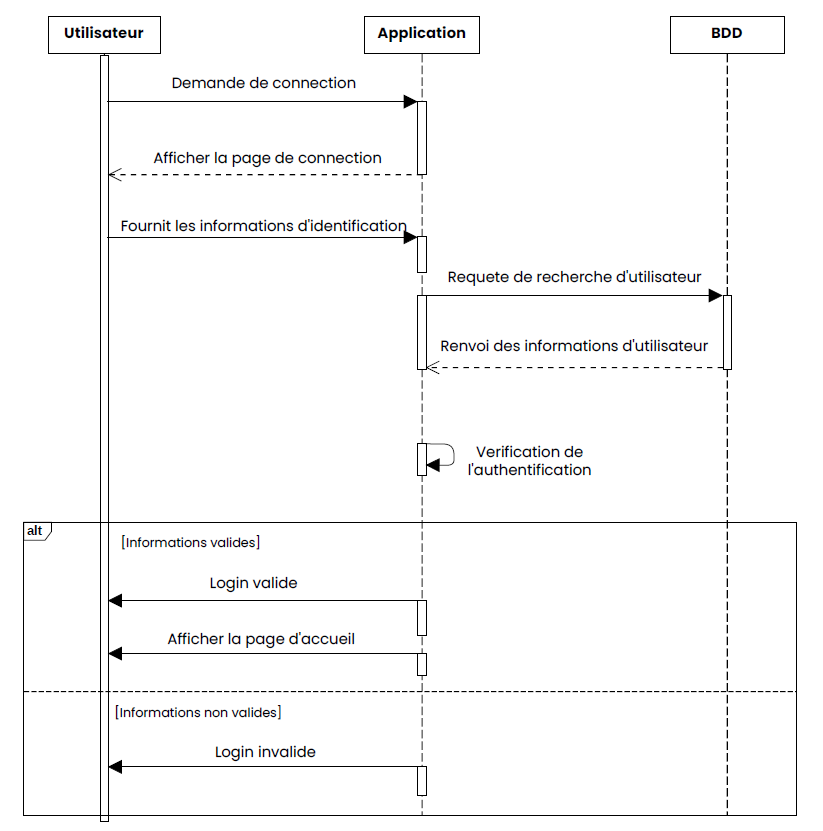 Utilisateur
Application
BDD
Demande de connection
Afficher la page de connection
Fournit les informations d'identification
Requete de recherche d'utilisateur
Renvoi des informations d'utilisateur
Verification de
l'authentification
alt
[Informations valides]
Login valide
Afficher la page d'accueil
[Informations non valides]
Login invalide